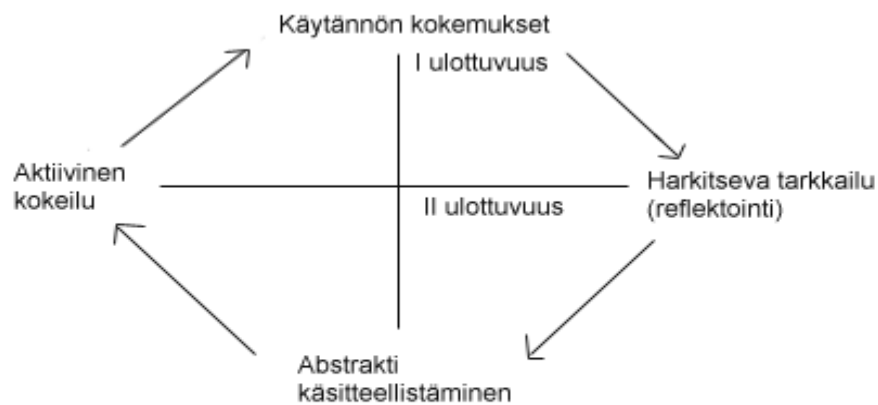 Käytännön kokemukset
I ulottuvuus
Aktiivinen
kokeilu
Harkitseva tarkkailu
(reflektointi)
II ulottuvuus
Abstrakti
käsitteellistäminen